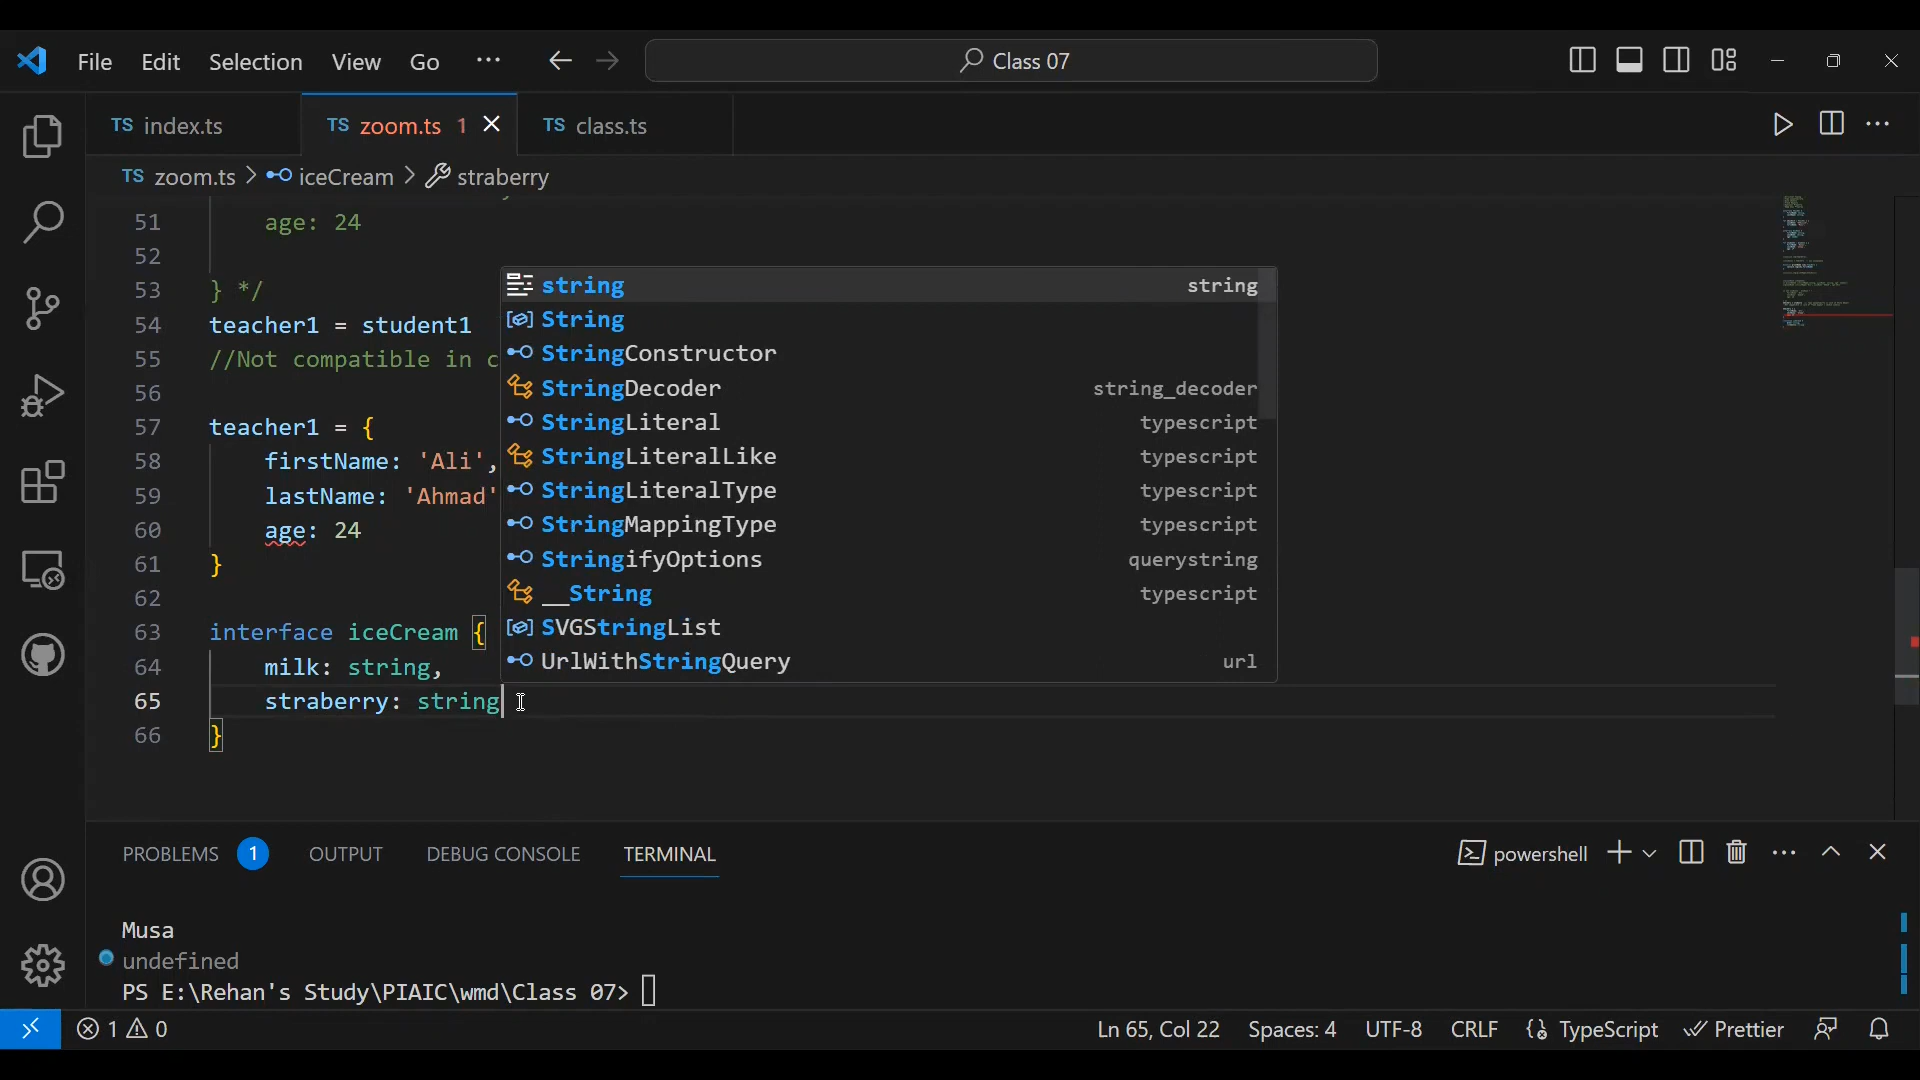 File Edit Selection View Go ··· Class 07
TS index.ts TS zoom.ts 1 TS class.ts
TS zoom.ts > iceCream > straberry
51 age: 24
52
53 } */
54 teacher1 = student1
55 //Not compatible in c
56
57 teacher1 = {
58 firstName: 'Ali',
59 lastName: 'Ahmad'
60 age: 24
61 }
62
63 interface iceCream {
64 milk: string,
65 straberry: string
66 }
string string
String
StringConstructor
StringDecoder string_decoder
StringLiteral typescript
StringLiteralLike typescript
StringLiteralType typescript
StringMappingType typescript
StringifyOptions querystring
__String typescript
SVGStringList
UrlWithStringQuery url
PROBLEMS 1 OUTPUT DEBUG CONSOLE TERMINAL powershell
Musa
undefined
PS E:\Rehan's Study\PIAIC\wmd\Class 07>
1 0 Ln 65, Col 22 Spaces: 4 UTF-8 CRLF {} TypeScript Prettier